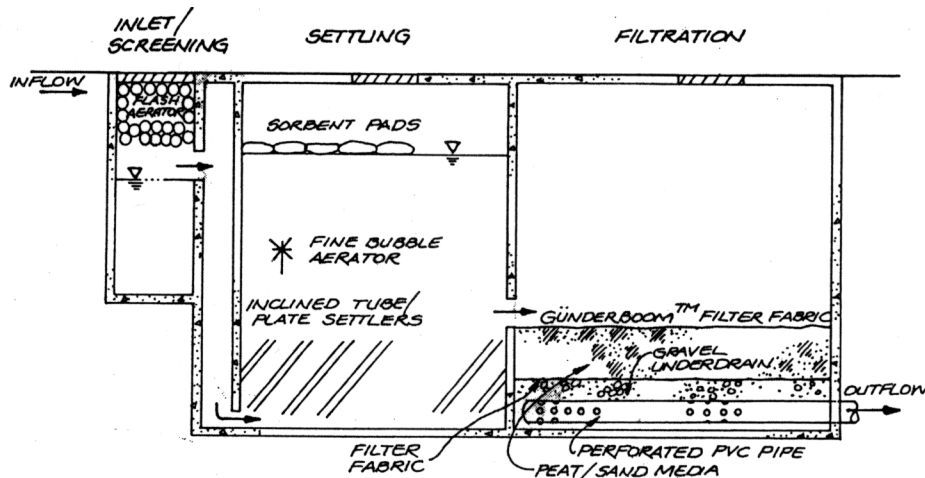 INLET/
SCREENING
SETTLING
FILTRATION
INFLOW
FLASH
AERATOR
SORBENT PADS
FINE BUBBLE
AERATOR
INCLINED TUBE/
PLATE SETTLERS
GÜNDERBOOM™ FILTER FABRIC
GRAVEL
UNDERDRAIN
OUTFLOW
FILTER
FABRIC
PERFORATED PVC PIPE
PEAT/SAND MEDIA